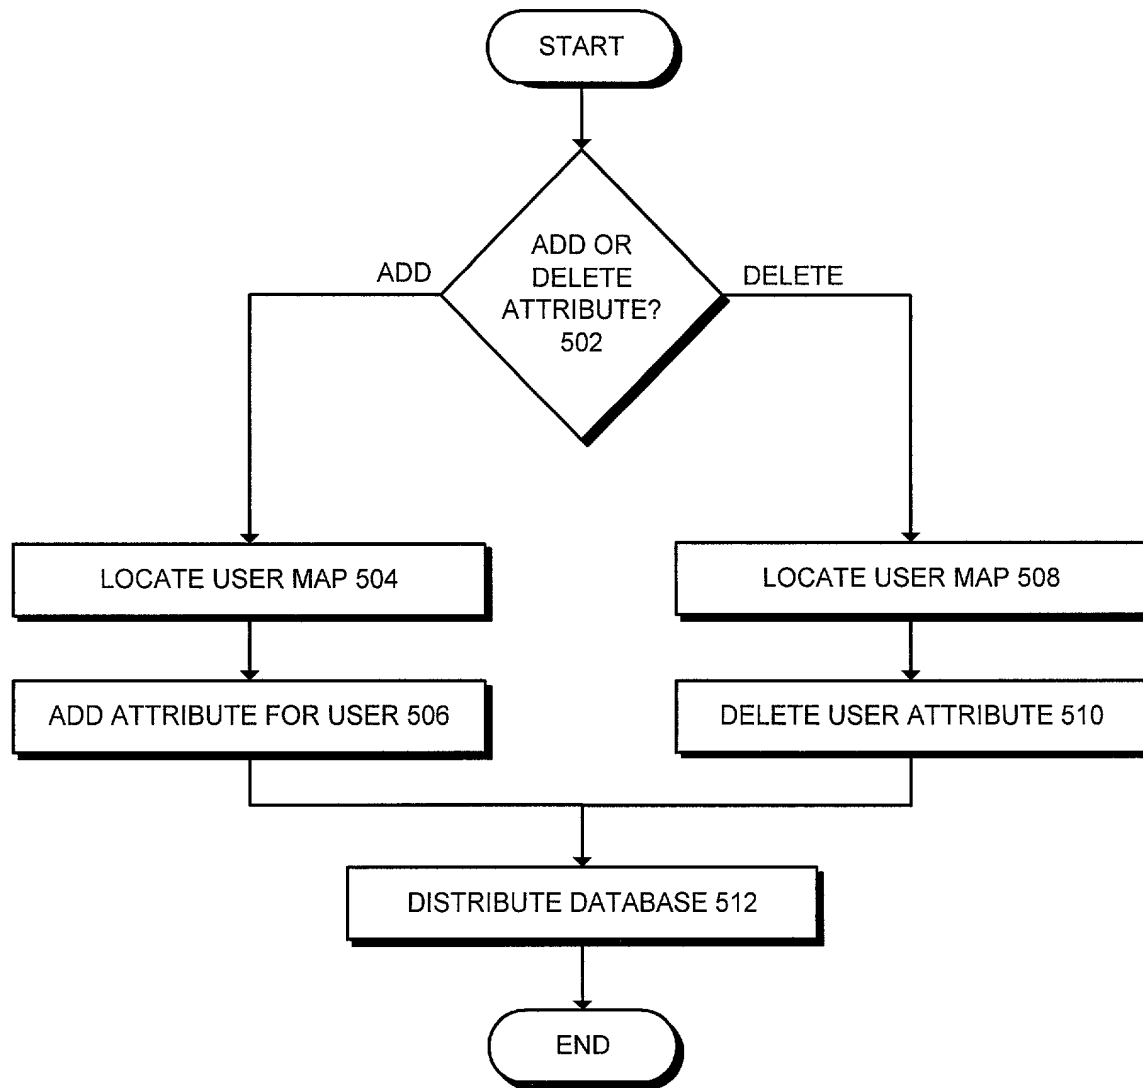 START
ADD OR
DELETE
ATTRIBUTE?
502
ADD
DELETE
LOCATE USER MAP 504
LOCATE USER MAP 508
ADD ATTRIBUTE FOR USER 506
DELETE USER ATTRIBUTE 510
DISTRIBUTE DATABASE 512
END